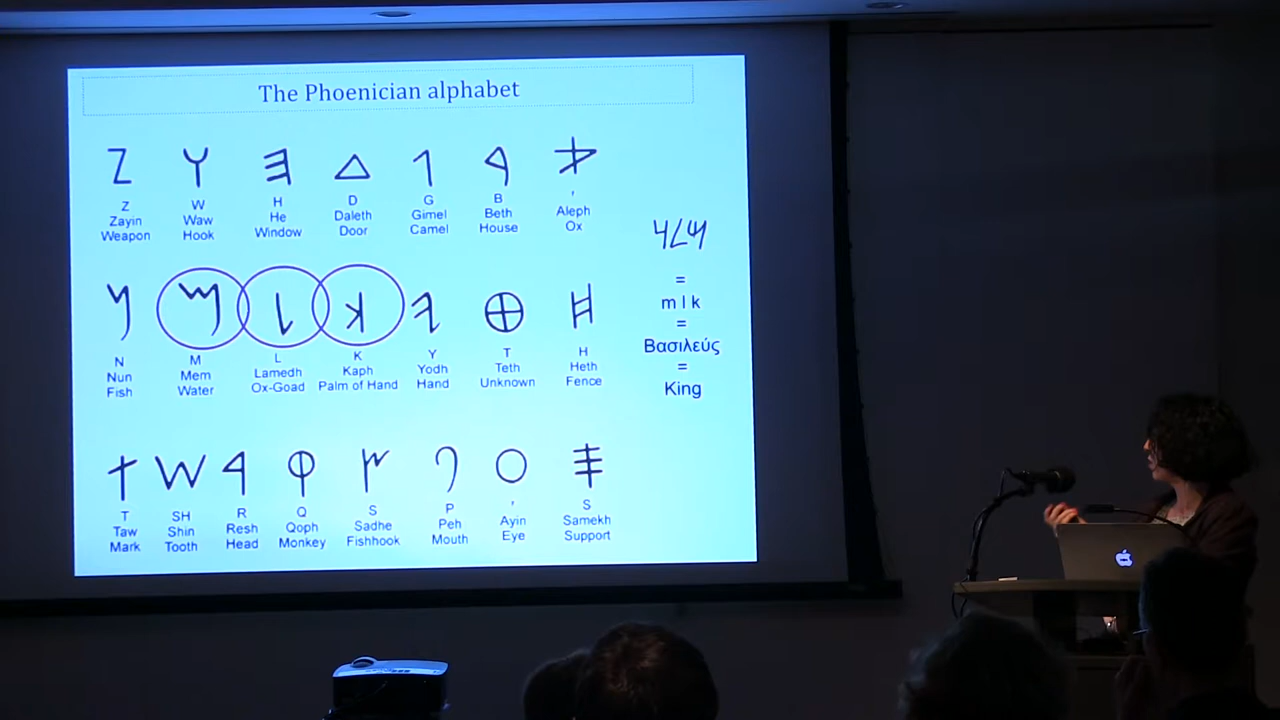 The Phoenician alphabet
𐤆 𐤅 𐤄 𐤃 𐤂 𐤁 𐤀
Z W H D G B '
Zayin Waw He Daleth Gimel Beth Aleph
Weapon Hook Window Door Camel House Ox
𐤊𐤋𐤌
=
m l k
=
Βασιλεύς
=
King
𐤍 𐤌 𐤋 𐤊 𐤉 𐤈 𐤇
N M L K Y T H
Nun Mem Lamedh Kaph Yodh Teth Heth
Fish Water Ox-Goad Palm of Hand Hand Unknown Fence
𐤕 𐤔 𐤓 𐤒 𐤑 𐤐 𐤏 𐤎
T SH R Q S P ' S
Taw Shin Resh Qoph Sadhe Peh Ayin Samekh
Mark Tooth Head Monkey Fishhook Mouth Eye Support